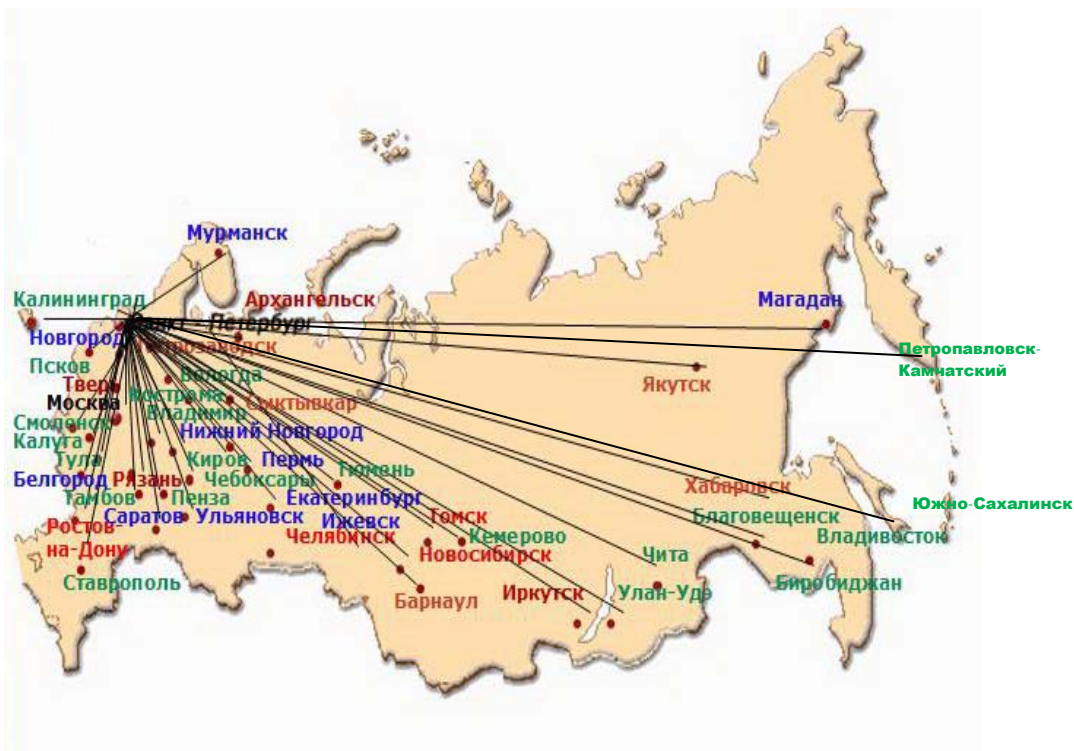 Мурманск
Калининград
Архангельск
Магадан
Санкт - Петербург
Новгород
Петрозаводск
Петропавловск-
Камчатский
Псков
Вологда
Тверь
Якутск
Москва
Кострома
Сыктывкар
Владимир
Смоленск
Нижний Новгород
Калуга
Тула
Киров
Пермь
Тюмень
Белгород
Рязань
Чебоксары
Хабаровск
Тамбов
Пенза
Екатеринбург
Южно-Сахалинск
Саратов
Ульяновск
Ижевск
Томск
Благовещенск
Ростов-
на-Дону
Челябинск
Кемерово
Владивосток
Новосибирск
Чита
Ставрополь
Биробиджан
Барнаул
Иркутск
Улан-Удэ